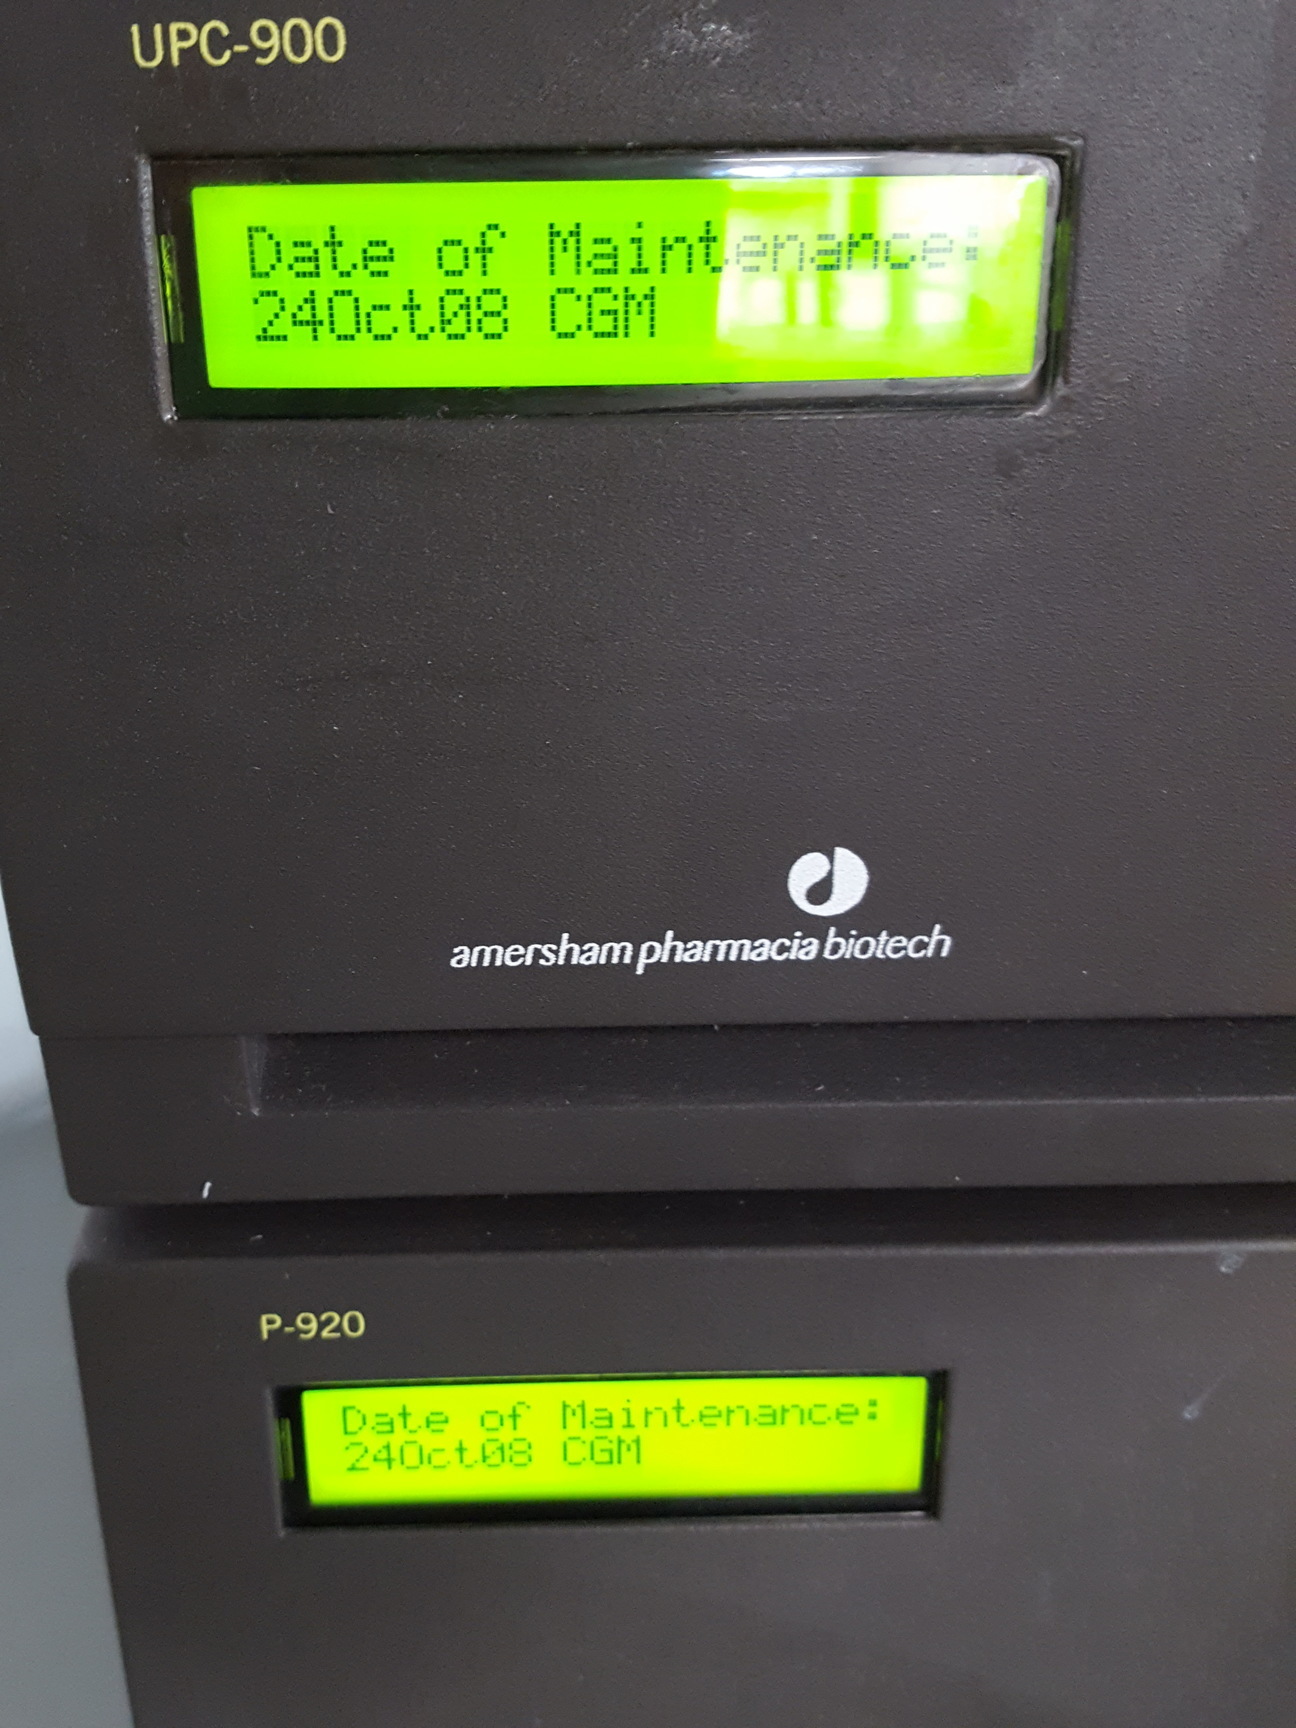 UPC-900
Date of Maintenance:
24Oct08 CGM
amersham pharmacia biotech
P-920
Date of Maintenance:
24Oct08 CGM